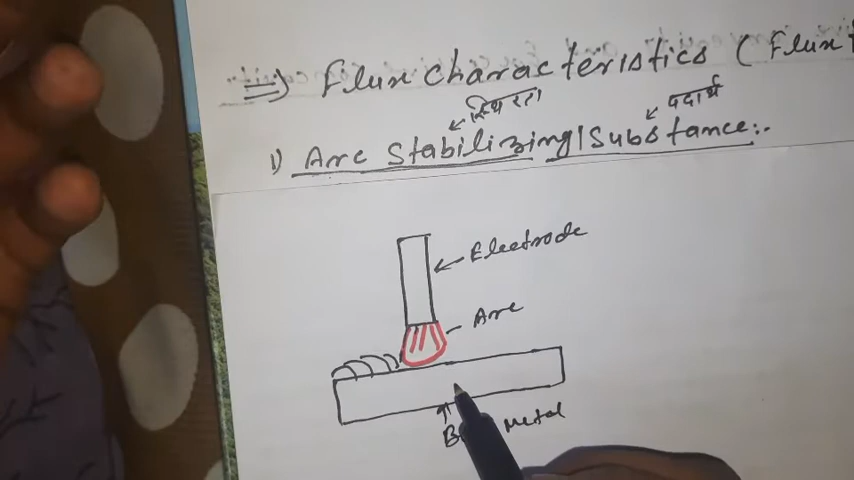 => Flux characteristics ( Flux
स्थिरता पदार्थ
1) Arc Stabilizing/Substance:.
Electrode
Arc
Metal